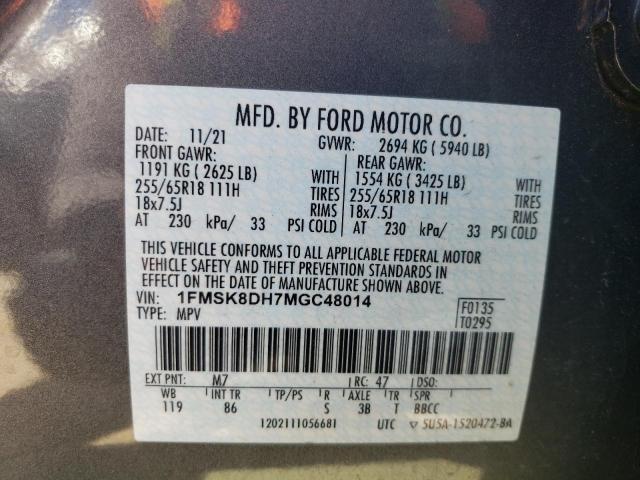 MFD. BY FORD MOTOR CO.
DATE: 11/21 GVWR: 2694 KG ( 5940 LB)
FRONT GAWR: REAR GAWR:
1191 KG ( 2625 LB) WITH 1554 KG ( 3425 LB) WITH
255/65R18 111H TIRES 255/65R18 111H TIRES
18x7.5J RIMS 18x7.5J RIMS
AT 230 kPa/ 33 PSI COLD AT 230 kPa/ 33 PSI COLD
THIS VEHICLE CONFORMS TO ALL APPLICABLE FEDERAL MOTOR
VEHICLE SAFETY AND THEFT PREVENTION STANDARDS IN
EFFECT ON THE DATE OF MANUFACTURE SHOWN ABOVE.
VIN: 1FMSK8DH7MGC48014 F0135
TYPE: MPV T0295
EXT PNT: M7 RC: 47 DSO:
WB INT TR TP/PS R AXLE TR SPR
119 86 S 3B T BBCC
1202111056681 UTC ▽ 5U5A-1520472-BA